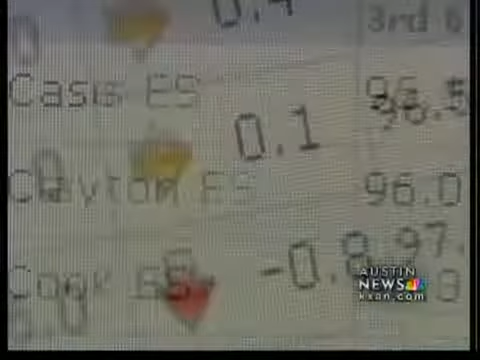 0.4 3rd 6
Casis ES 96.5
0.1
Clayton ES 96.0
Cook ES -0.8 97.
AUSTIN
NEWS
kxan.com